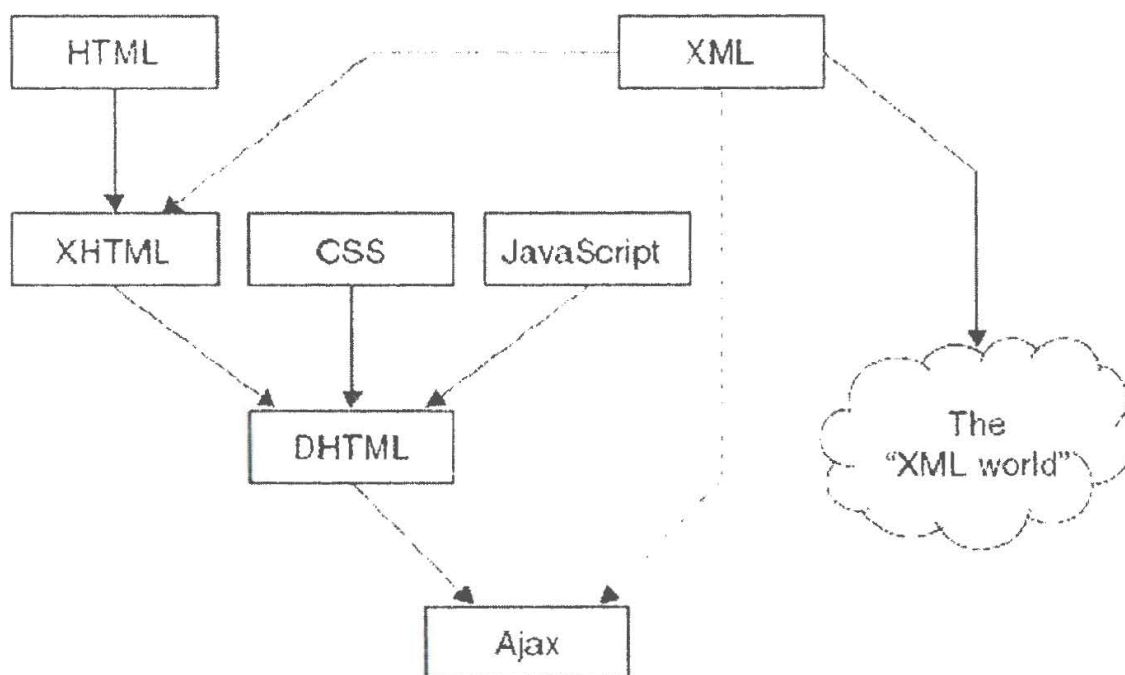 HTML
XML
XHTML
CSS
JavaScript
DHTML
The
“XML world”
Ajax